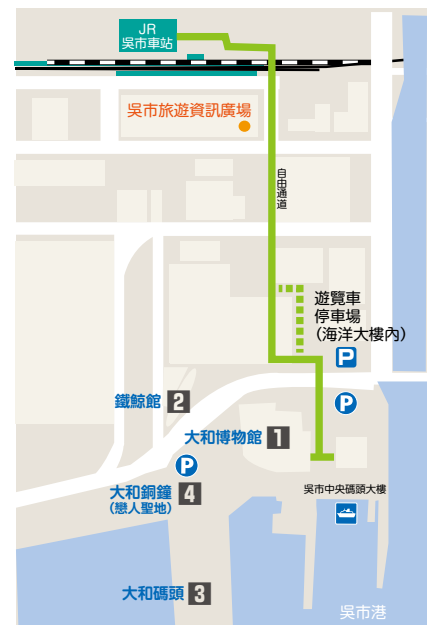 JR
吳市車站
吳市旅遊資訊廣場
自由通道
遊覽車
停車場
（海洋大樓內）
P
P
鐵鯨館 2
大和博物館 1
P
大和銅鐘 4
（戀人聖地）
吳市中央碼頭大樓
大和碼頭 3
吳市港